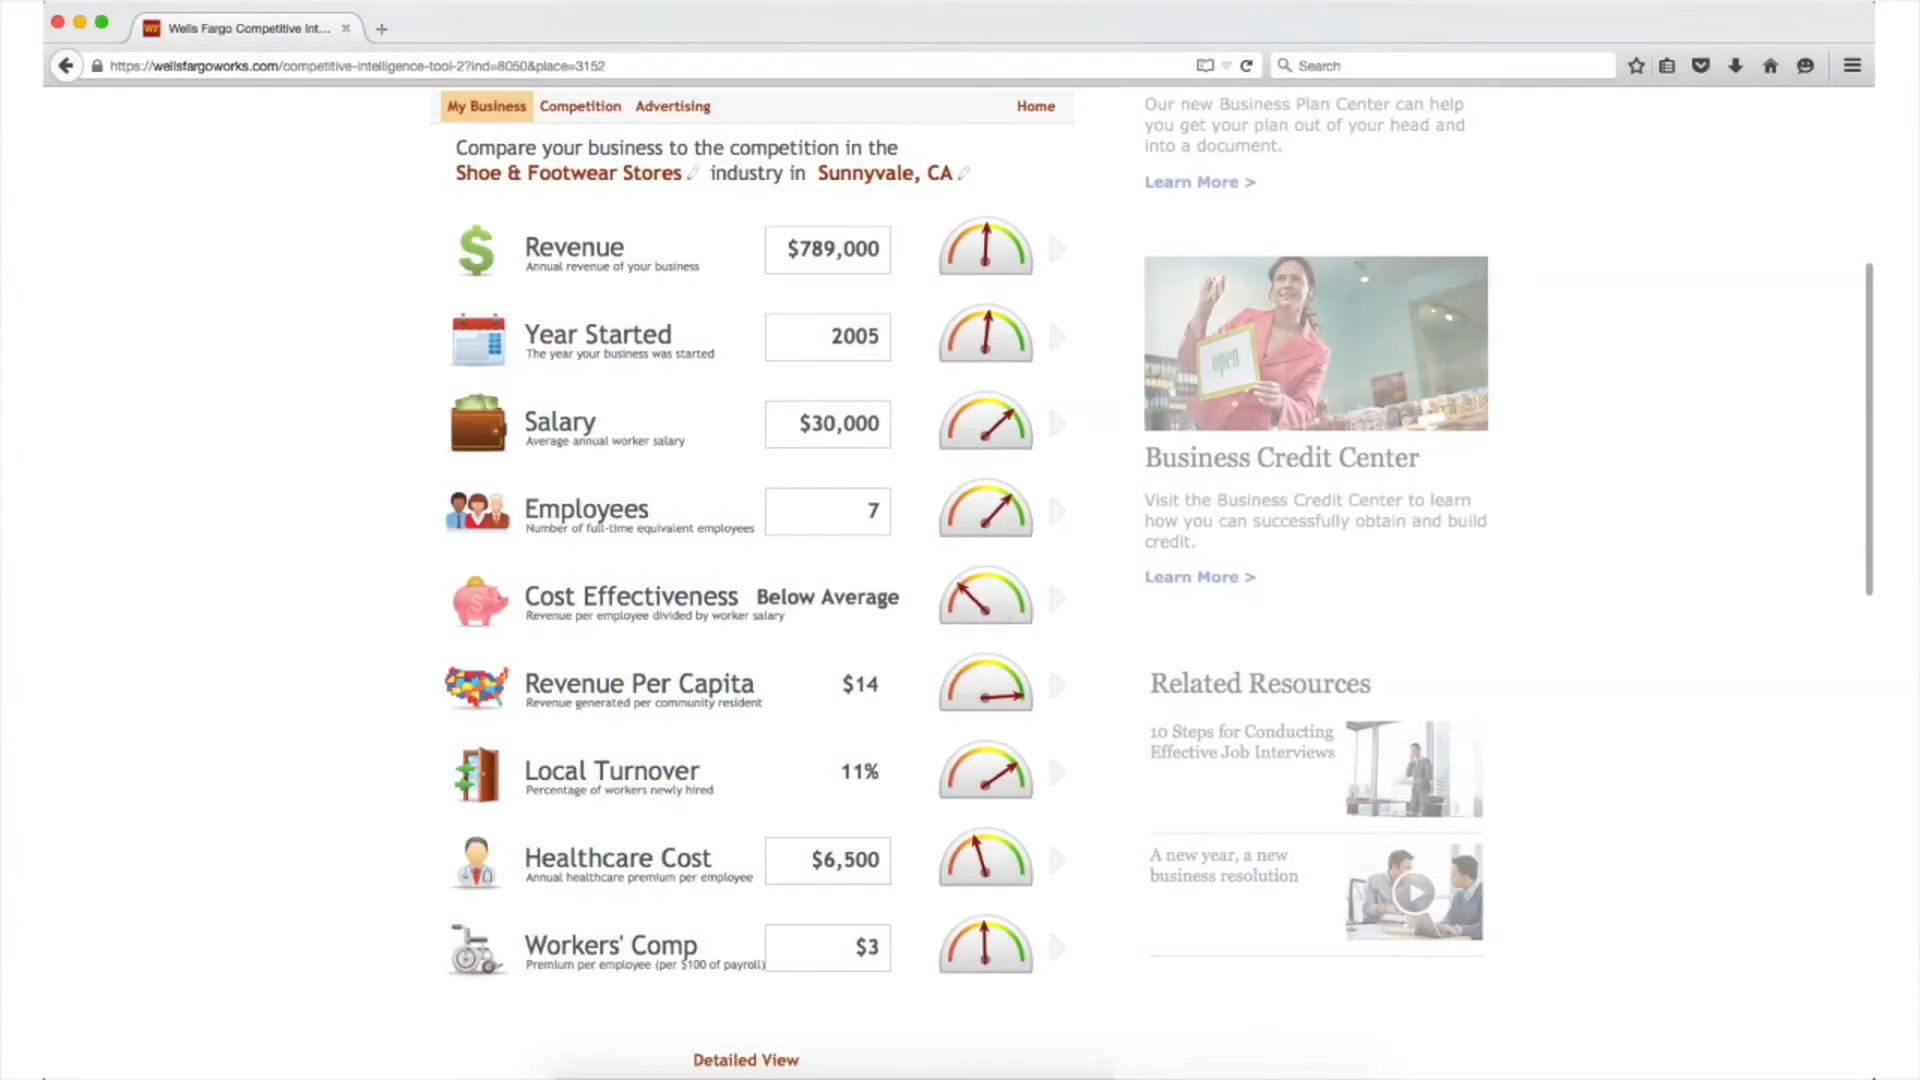 Wells Fargo Competitive Int...
https://wellsfargoworks.com/competitive-intelligence-tool-2?ind=8050&place=3152
Search
My Business Competition Advertising Home
Compare your business to the competition in the
Shoe & Footwear Stores industry in Sunnyvale, CA
Revenue
Annual revenue of your business
$789,000
Year Started
The year your business was started
2005
Salary
Average annual worker salary
$30,000
Employees
Number of full-time equivalent employees
7
Cost Effectiveness Below Average
Revenue per employee divided by worker salary
Revenue Per Capita
Revenue generated per community resident
$14
Local Turnover
Percentage of workers newly hired
11%
Healthcare Cost
Annual healthcare premium per employee
$6,500
Workers' Comp
Premium per employee (per $100 of payroll)
$3
Detailed View
Our new Business Plan Center can help
you get your plan out of your head and
into a document.
Learn More >
open
Business Credit Center
Visit the Business Credit Center to learn
how you can successfully obtain and build
credit.
Learn More >
Related Resources
10 Steps for Conducting
Effective Job Interviews
A new year, a new
business resolution